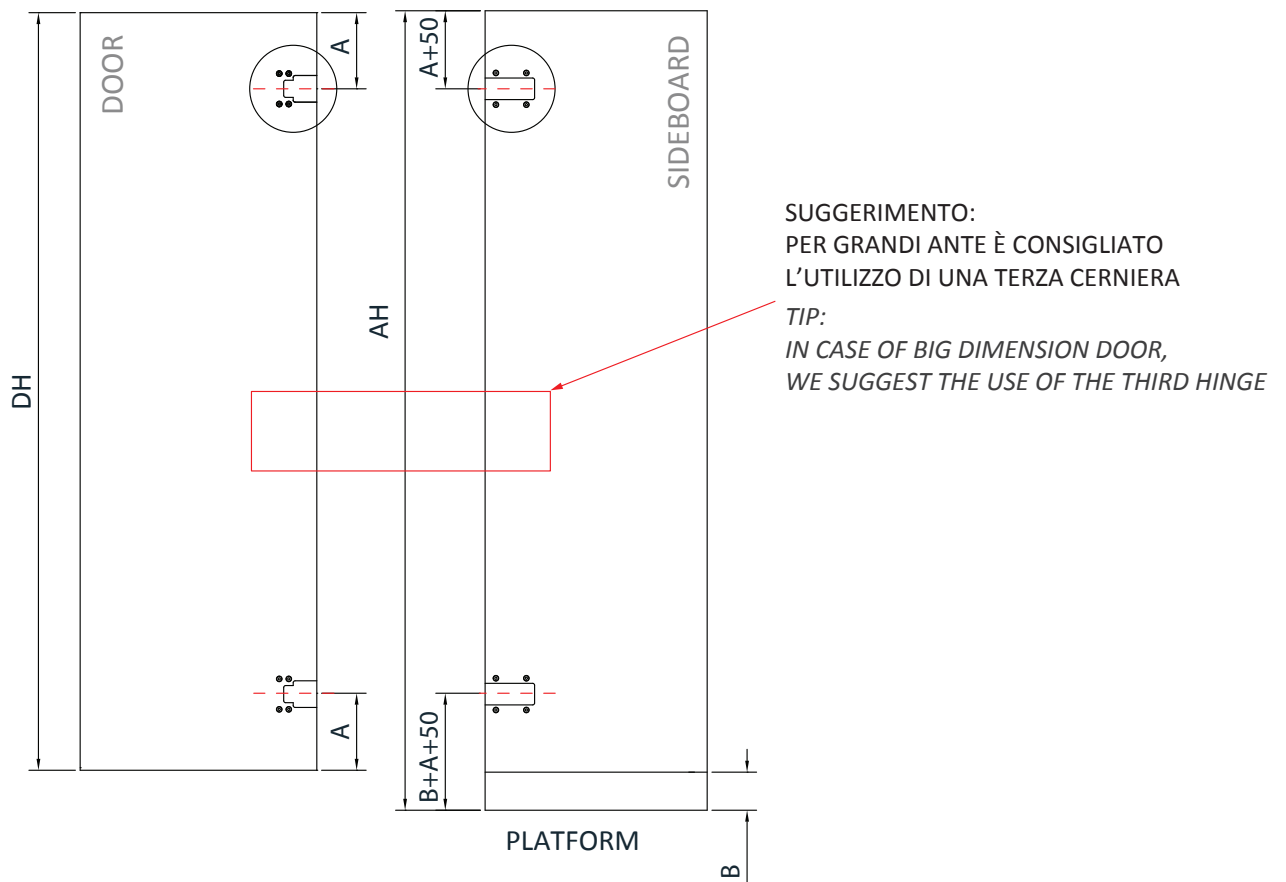 DOOR
A
A+50
SIDEBOARD
SUGGERIMENTO:
PER GRANDI ANTE È CONSIGLIATO
L’UTILIZZO DI UNA TERZA CERNIERA
TIP:
IN CASE OF BIG DIMENSION DOOR,
WE SUGGEST THE USE OF THE THIRD HINGE
DH
AH
A
B+A+50
PLATFORM
B